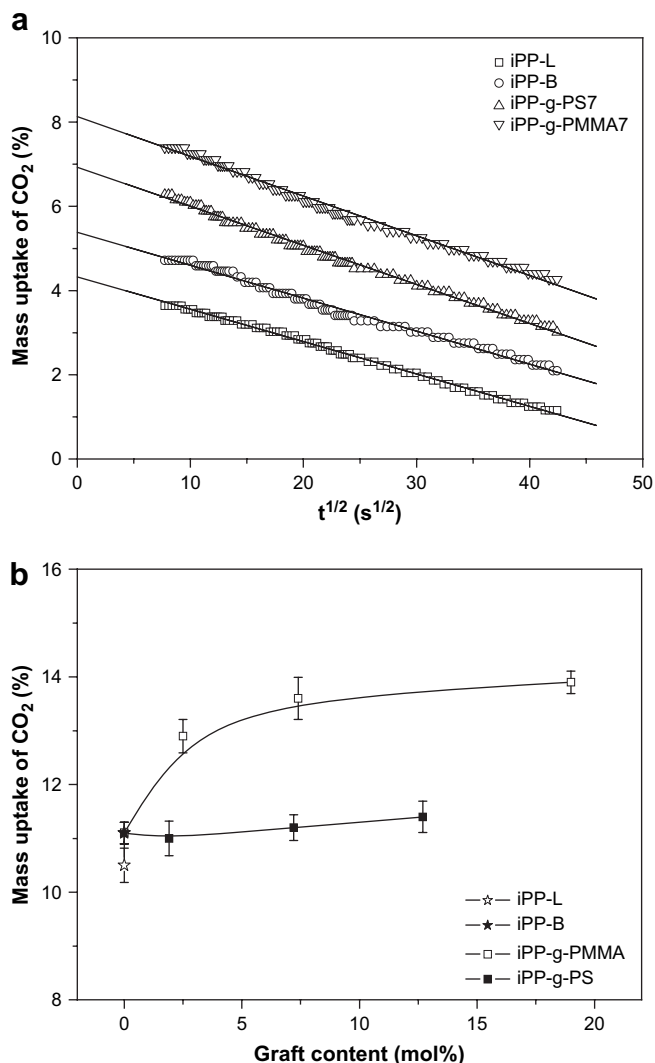 a
10
8
6
4
2
0
Mass uptake of CO₂ (%)
iPP-L
iPP-B
iPP-g-PS7
iPP-g-PMMA7
0 10 20 30 40 50
t^1/2 (s^1/2)
b
16
14
12
10
8
Mass uptake of CO₂ (%)
iPP-L
iPP-B
iPP-g-PMMA
iPP-g-PS
0 5 10 15 20
Graft content (mol%)